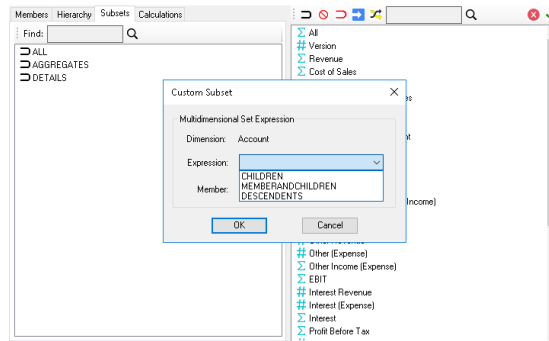 Members Hierarchy Subsets Calculations
Find:
ALL
AGGREGATES
DETAILS
All
Version
Revenue
Cost of Sales
Custom Subset
Multidimensional Set Expression
Dimension: Account
Expression:
CHILDREN
MEMBERANDCHILDREN
DESCENDENTS
Member:
Income)
OK Cancel
Other (Expense)
Other Income (Expense)
EBIT
Interest Revenue
Interest (Expense)
Interest
Profit Before Tax